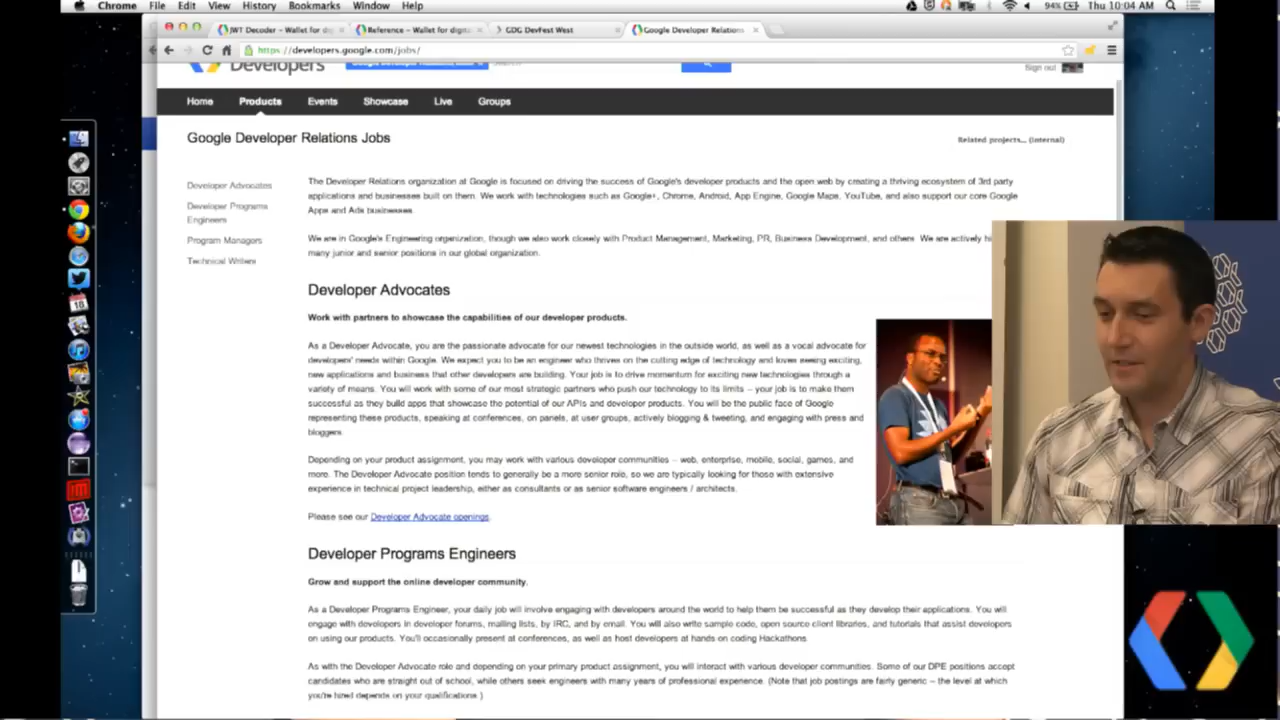 Chrome File Edit View History Bookmarks Window Help 94% Thu 10:04 AM
JWT Decoder – Wallet for dig Reference – Wallet for digita GDG DevFest West Google Developer Relations
https://developers.google.com/jobs/
Developers
Sign out
Home Products Events Showcase Live Groups
Google Developer Relations Jobs
Related projects... (internal)
Developer Advocates
Developer Programs
Engineers
Program Managers
Technical Writers
The Developer Relations organization at Google is focused on driving the success of Google's developer products and the open web by creating a thriving ecosystem of 3rd party
applications and businesses built on them. We work with technologies such as Google+, Chrome, Android, App Engine, Google Maps, YouTube, and also support our core Google
Apps and Ads businesses.
We are in Google's Engineering organization, though we also work closely with Product Management, Marketing, PR, Business Development, and others. We are actively hi
many junior and senior positions in our global organization.
Developer Advocates
Work with partners to showcase the capabilities of our developer products.
As a Developer Advocate, you are the passionate advocate for our newest technologies in the outside world, as well as a vocal advocate for
developers' needs within Google. We expect you to be an engineer who thrives on the cutting edge of technology and loves seeing exciting,
new applications and business that other developers are building. Your job is to drive momentum for exciting new technologies through a
variety of means. You will work with some of our most strategic partners who push our technology to its limits – your job is to make them
successful as they build apps that showcase the potential of our APIs and developer products. You will be the public face of Google
representing these products, speaking at conferences, on panels, at user groups, actively blogging & tweeting, and engaging with press and
bloggers.
Depending on your product assignment, you may work with various developer communities – web, enterprise, mobile, social, games, and
more. The Developer Advocate position tends to generally be a more senior role, so we are typically looking for those with extensive
experience in technical project leadership, either as consultants or as senior software engineers / architects.
Please see our Developer Advocate openings.
Developer Programs Engineers
Grow and support the online developer community.
As a Developer Programs Engineer, your daily job will involve engaging with developers around the world to help them be successful as they develop their applications. You will
engage with developers in developer forums, mailing lists, by IRC, and by email. You will also write sample code, open source client libraries, and tutorials that assist developers
on using our products. You'll occasionally present at conferences, as well as host developers at hands on coding Hackathons.
As with the Developer Advocate role and depending on your primary product assignment, you will interact with various developer communities. Some of our DPE positions accept
candidates who are straight out of school, while others seek engineers with many years of professional experience. (Note that job postings are fairly generic – the level at which
you're hired depends on your qualifications.)